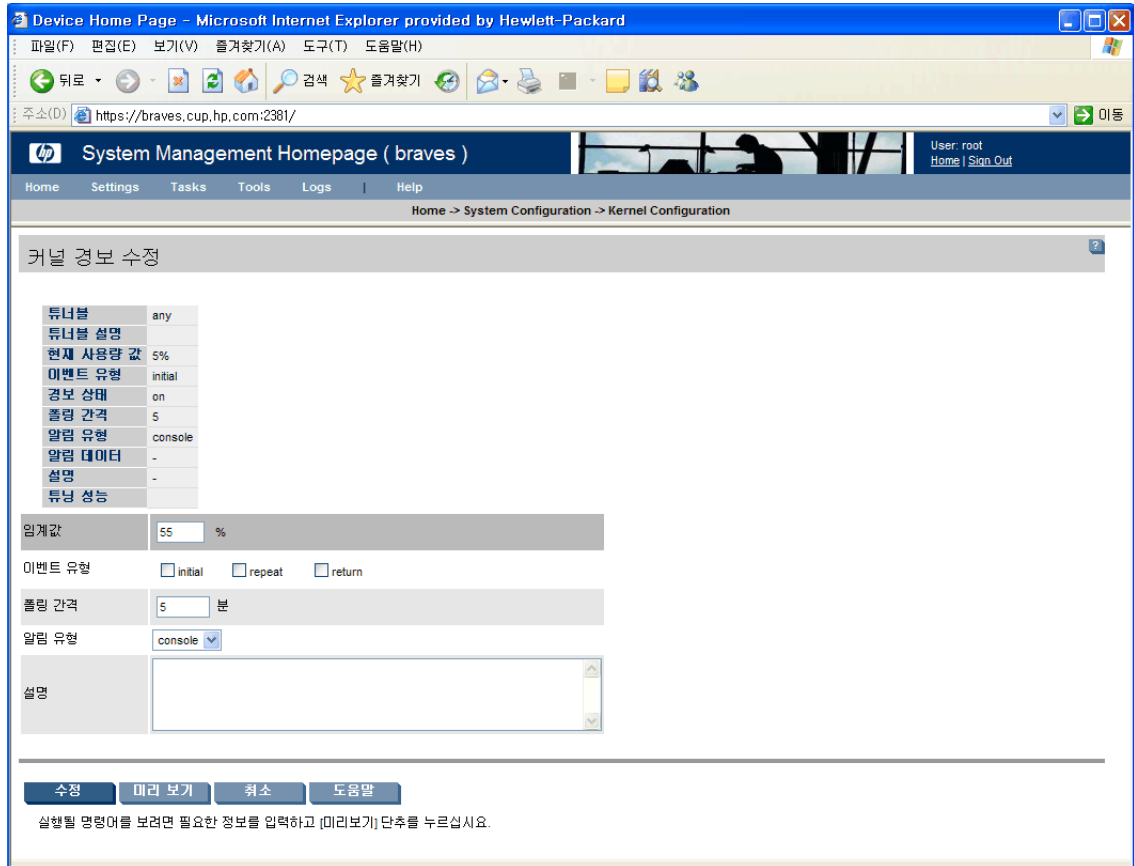 Device Home Page - Microsoft Internet Explorer provided by Hewlett-Packard
파일(F) 편집(E) 보기(V) 즐겨찾기(A) 도구(T) 도움말(H)
뒤로 검색 즐겨찾기
주소(D) https://braves.cup.hp.com:2381/ 이동
hp System Management Homepage ( braves ) User: root
Home | Sign Out
Home Settings Tasks Tools Logs | Help
Home -> System Configuration -> Kernel Configuration
커널 경보 수정 ?
튜너블 any
튜너블 설명
현재 사용량 값 5%
이벤트 유형 initial
경보 상태 on
폴링 간격 5
알림 유형 console
알림 데이터 -
설명 -
튜닝 성능
임계값 55 %
이벤트 유형 initial repeat return
폴링 간격 5 분
알림 유형 console
설명
수정 미리 보기 취소 도움말
실행될 명령어를 보려면 필요한 정보를 입력하고 [미리보기] 단추를 누르십시요.